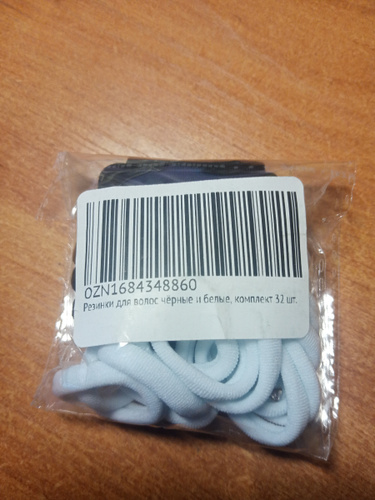 OZN1684348860
Резинки для волос чёрные и белые, комплект 32 шт.